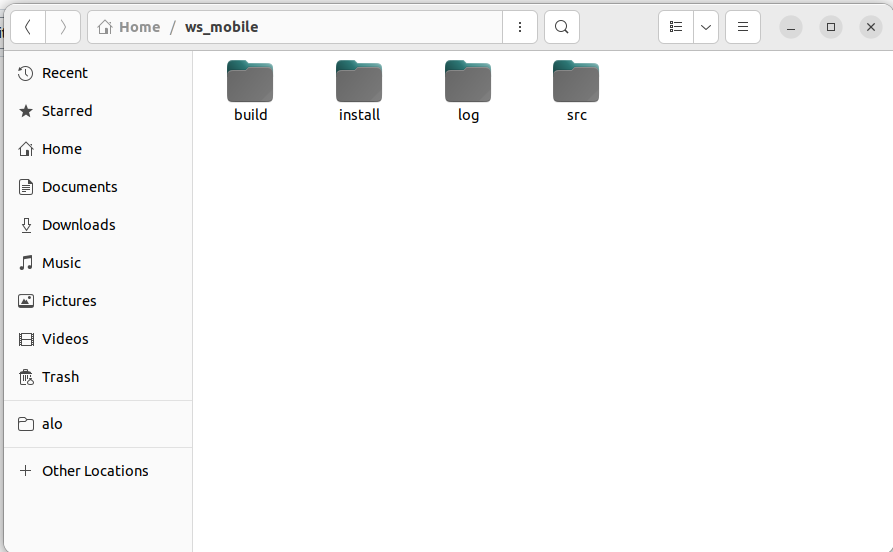 Home / ws_mobile
Recent
Starred
Home
Documents
Downloads
Music
Pictures
Videos
Trash
alo
Other Locations
build
install
log
src